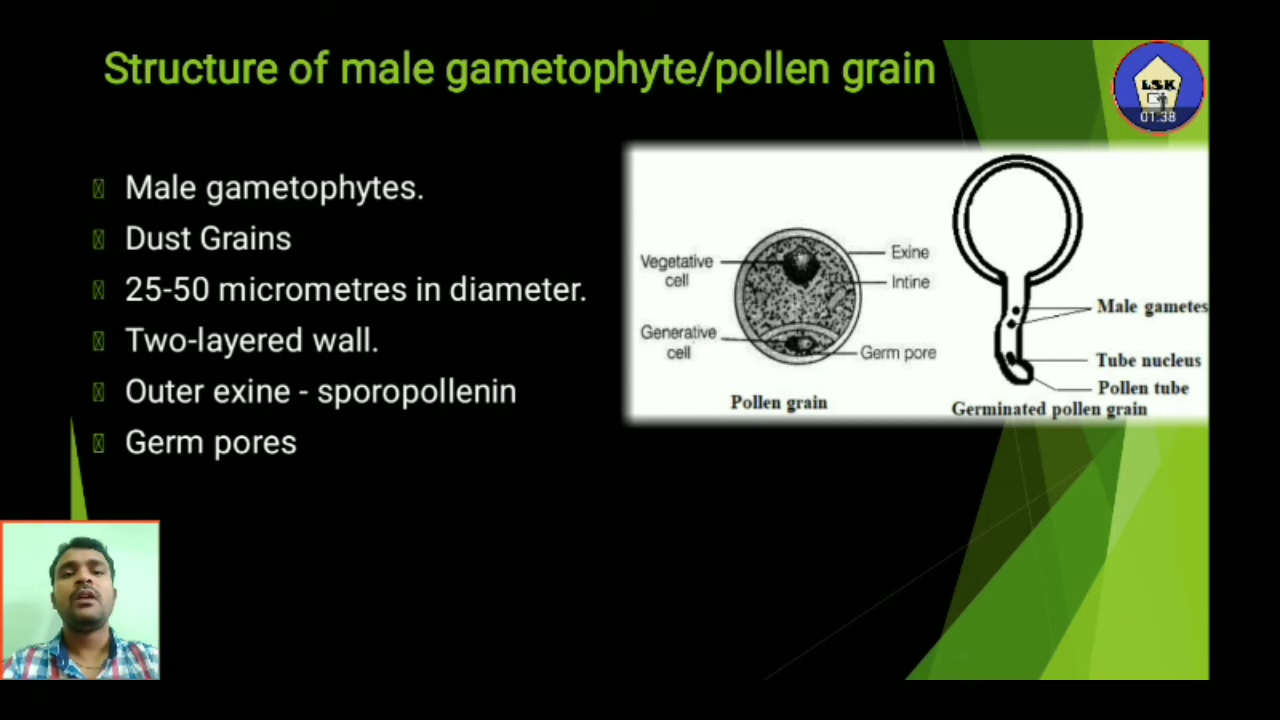 Structure of male gametophyte/pollen grain
LSK
01:38
Male gametophytes.
Dust Grains
25-50 micrometres in diameter.
Two-layered wall.
Outer exine - sporopollenin
Germ pores
Vegetative
cell
Generative
cell
Exine
Intine
Germ pore
Pollen grain
Male gametes
Tube nucleus
Pollen tube
Germinated pollen grain